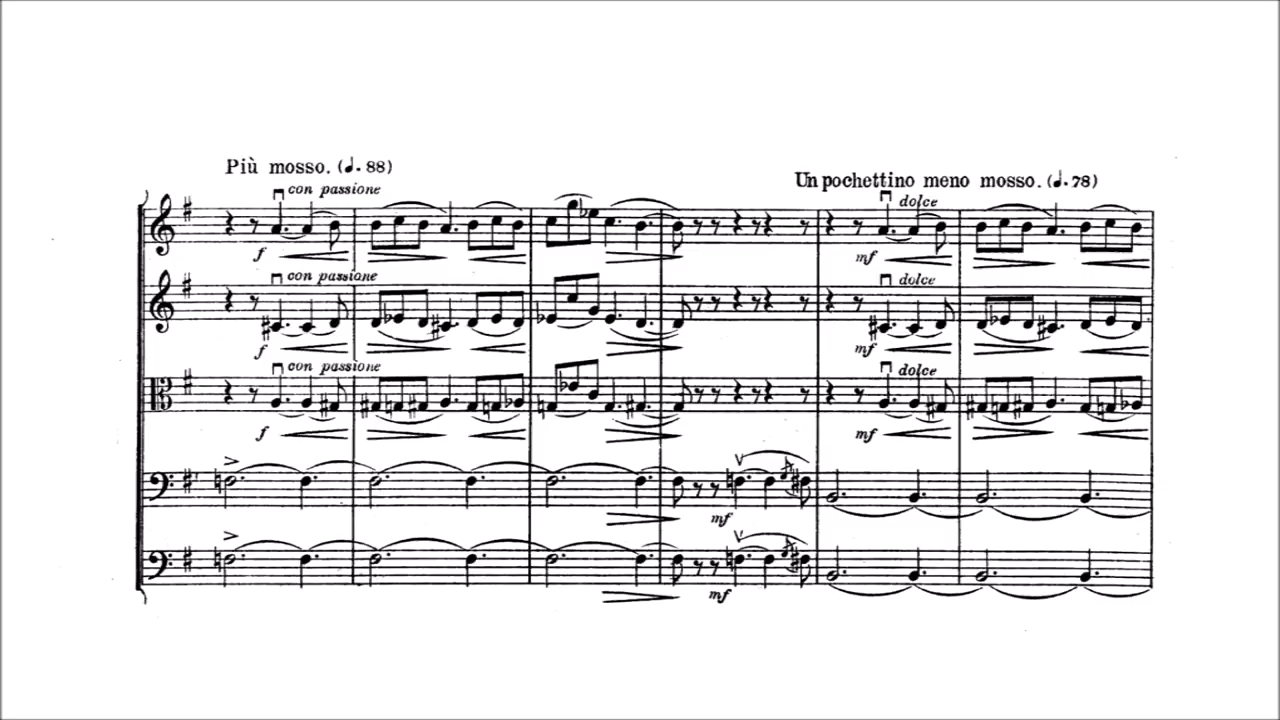 Più mosso. (♩. 88)
Un pochettino meno mosso. (♩. 78)
con passione
dolce
f
mf
con passione
dolce
f
mf
con passione
dolce
f
mf
mf
mf